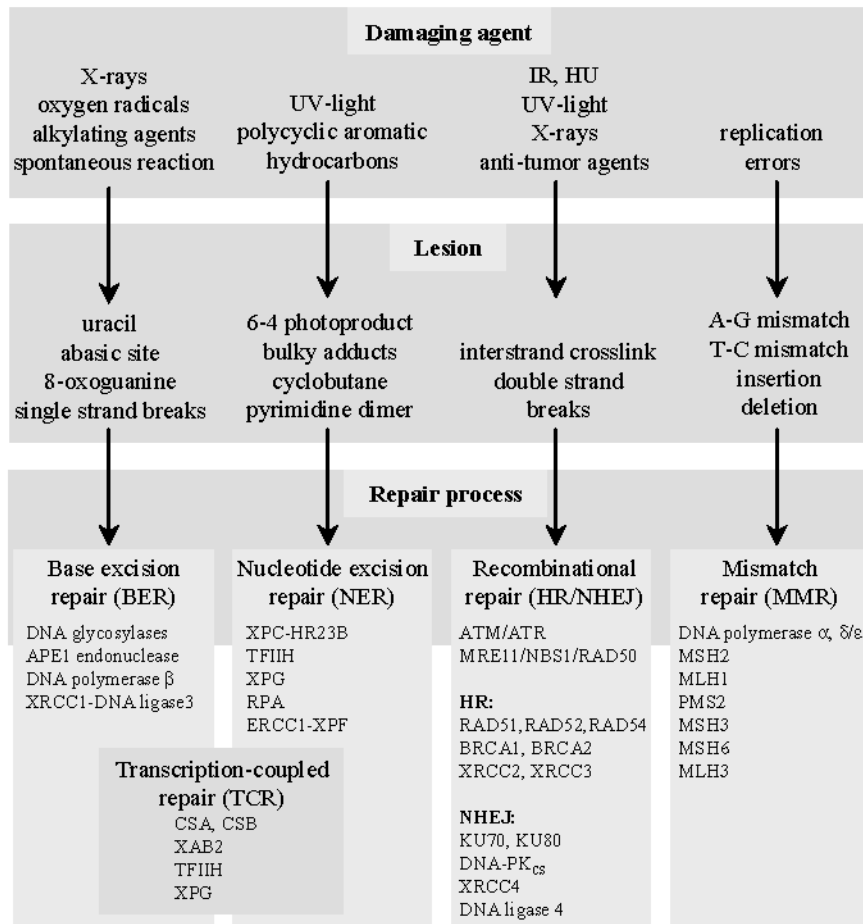 Damaging agent
X-rays
oxygen radicals
alkylating agents
spontaneous reaction
UV-light
polycyclic aromatic
hydrocarbons
IR, HU
UV-light
X-rays
anti-tumor agents
replication
errors
Lesion
uracil
abasic site
8-oxoguanine
single strand breaks
6-4 photoproduct
bulky adducts
cyclobutane
pyrimidine dimer
interstrand crosslink
double strand
breaks
A-G mismatch
T-C mismatch
insertion
deletion
Repair process
Base excision
repair (BER)
DNA glycosylases
APE1 endonuclease
DNA polymerase β
XRCC1-DNA ligase3
Nucleotide excision
repair (NER)
XPC-HR23B
TFIIH
XPG
RPA
ERCC1-XPF
Transcription-coupled
repair (TCR)
CSA, CSB
XAB2
TFIIH
XPG
Recombinational
repair (HR/NHEJ)
ATM/ATR
MRE11/NBS1/RAD50
HR:
RAD51,RAD52,RAD54
BRCA1, BRCA2
XRCC2, XRCC3
NHEJ:
KU70, KU80
DNA-PKcs
XRCC4
DNA ligase 4
Mismatch
repair (MMR)
DNA polymerase α, δ/ε
MSH2
MLH1
PMS2
MSH3
MSH6
MLH3